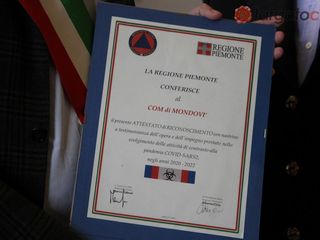 REGIONE
PIEMONTE
LA REGIONE PIEMONTE
CONFERISCE
al
COM di MONDOVI'
il presente ATTESTATO di RICONOSCIMENTO con nastrino
a testimonianza dell'opera e dell'impegno prestato nello
svolgimento delle attività di contrasto alla
pandemia COVID-SARS2,
negli anni 2020 - 2022